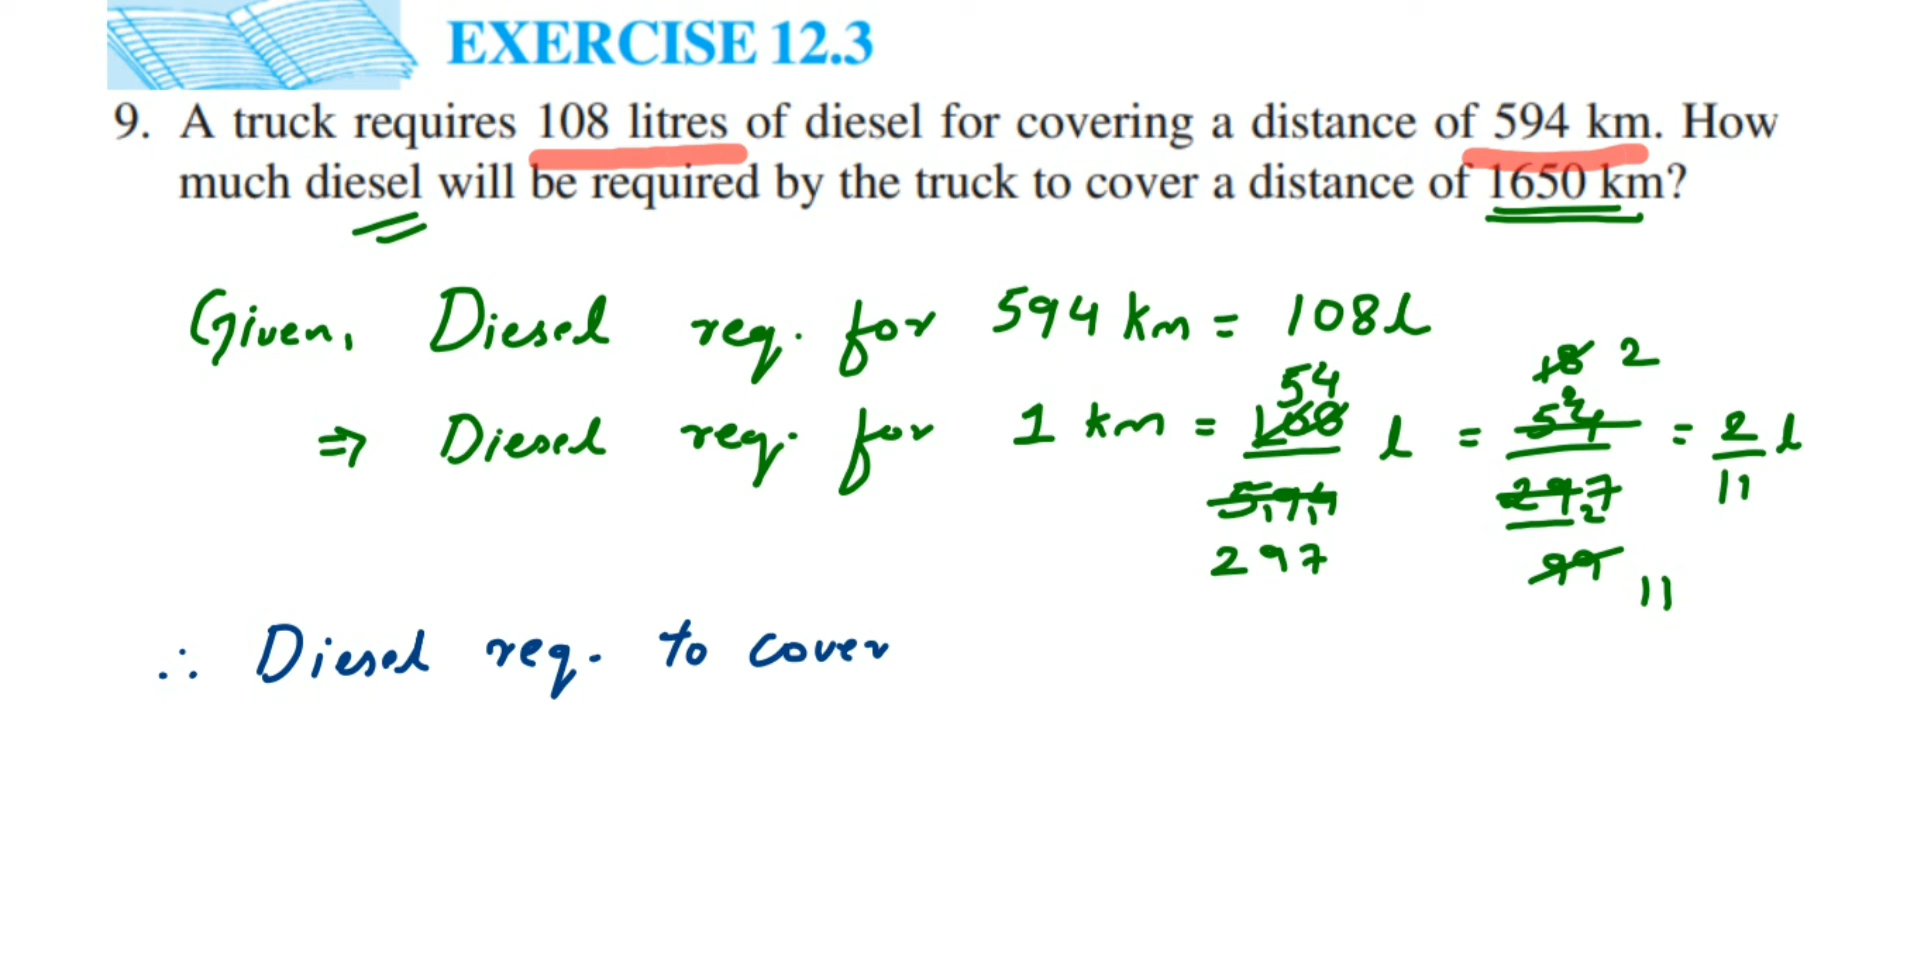 EXERCISE 12.3
9. A truck requires 108 litres of diesel for covering a distance of 594 km. How
much diesel will be required by the truck to cover a distance of 1650 km?
Given, Diesel req. for 594 km = 108 l
⇒ Diesel req. for 1 km = 108/594 l = 54/297 = 2/11 l
54
297
18 2
99 11
∴ Diesel req. to cover